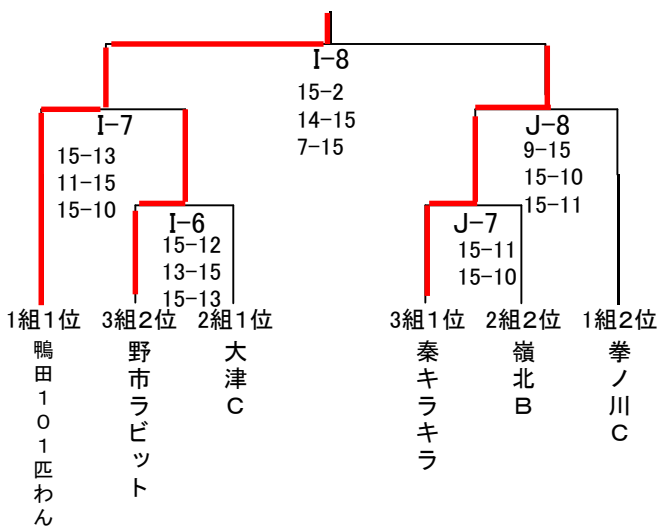 I-8
15-2
14-15
7-15
I-7
15-13
11-15
15-10
J-8
9-15
15-10
15-11
I-6
15-12
13-15
15-13
J-7
15-11
15-10
1組1位
3組2位
2組1位
3組1位
2組2位
1組2位
鴨田101匹わん
野市ラビット
大津C
秦キラキラ
嶺北B
拳ノ川C